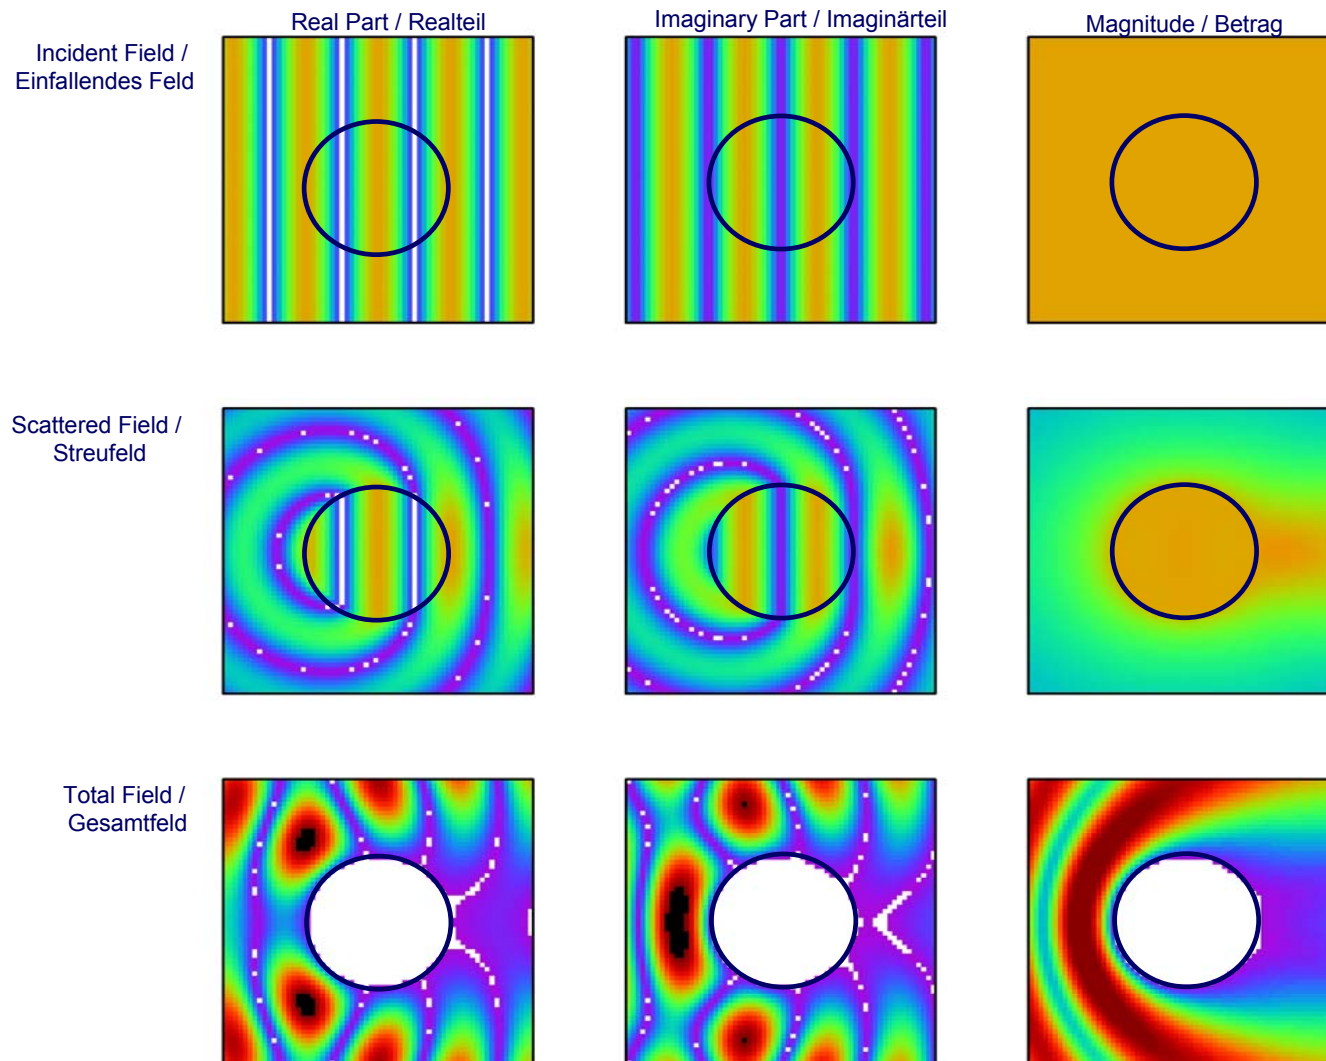 Real Part / Realteil
Imaginary Part / Imaginärteil
Magnitude / Betrag
Incident Field /
Einfallendes Feld
Scattered Field /
Streufeld
Total Field /
Gesamtfeld